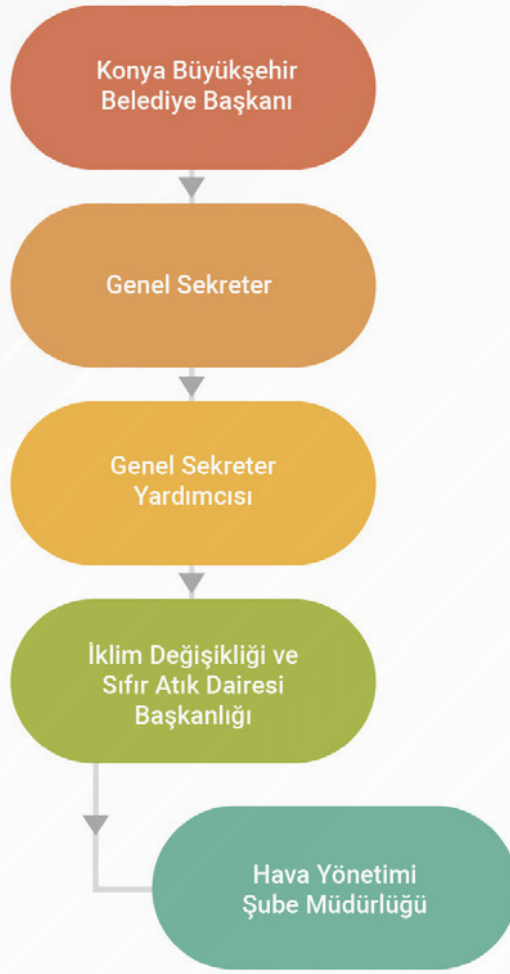 Konya Büyükşehir
Belediye Başkanı
Genel Sekreter
Genel Sekreter
Yardımcısı
İklim Değişikliği ve
Sıfır Atık Dairesi
Başkanlığı
Hava Yönetimi
Şube Müdürlüğü